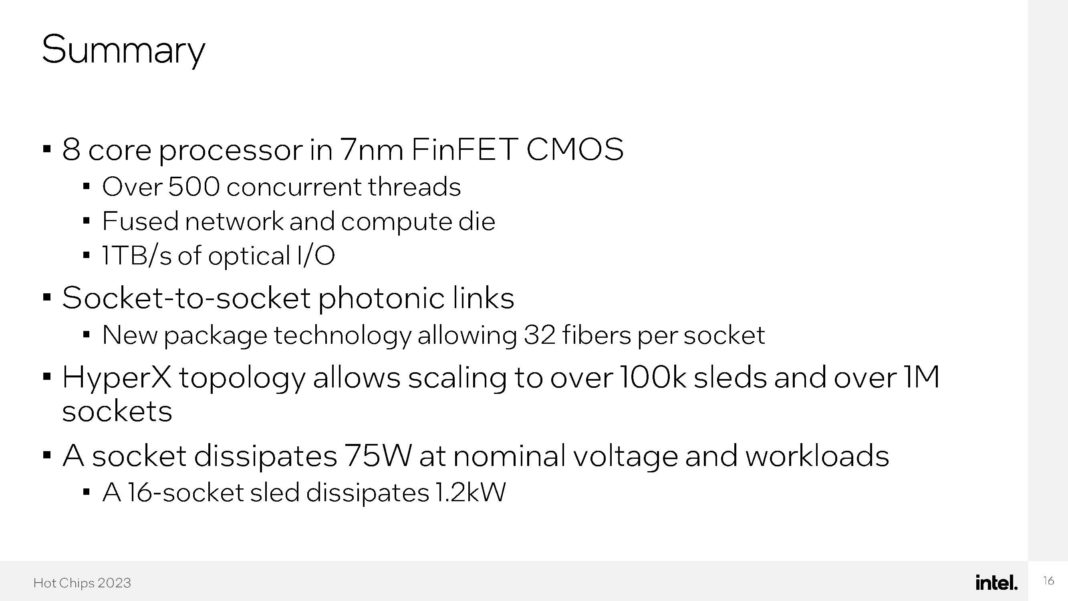 Summary
▪ 8 core processor in 7nm FinFET CMOS
▪ Over 500 concurrent threads
▪ Fused network and compute die
▪ 1TB/s of optical I/O
▪ Socket-to-socket photonic links
▪ New package technology allowing 32 fibers per socket
▪ HyperX topology allows scaling to over 100k sleds and over 1M
sockets
▪ A socket dissipates 75W at nominal voltage and workloads
▪ A 16-socket sled dissipates 1.2kW
Hot Chips 2023
intel.
16